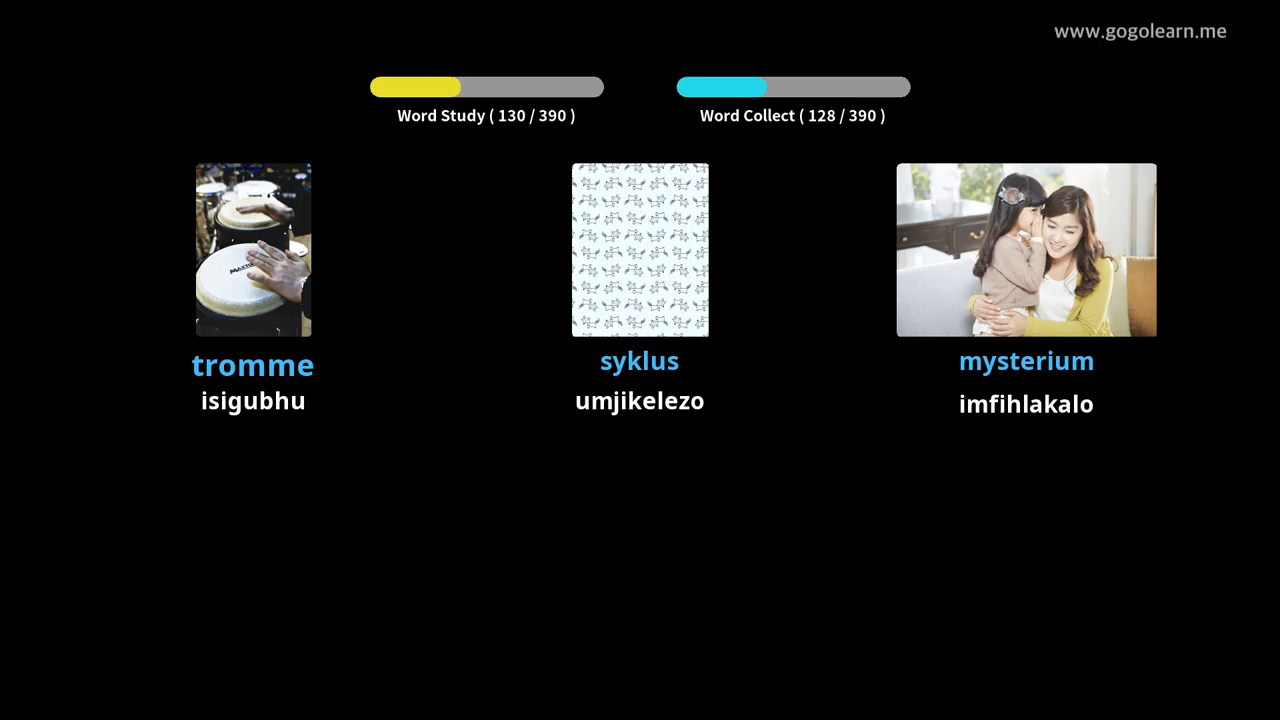 www.gogolearn.me
Word Study ( 130 / 390 )
Word Collect ( 128 / 390 )
tromme
isigubhu
syklus
umjikelezo
mysterium
imfihlakalo